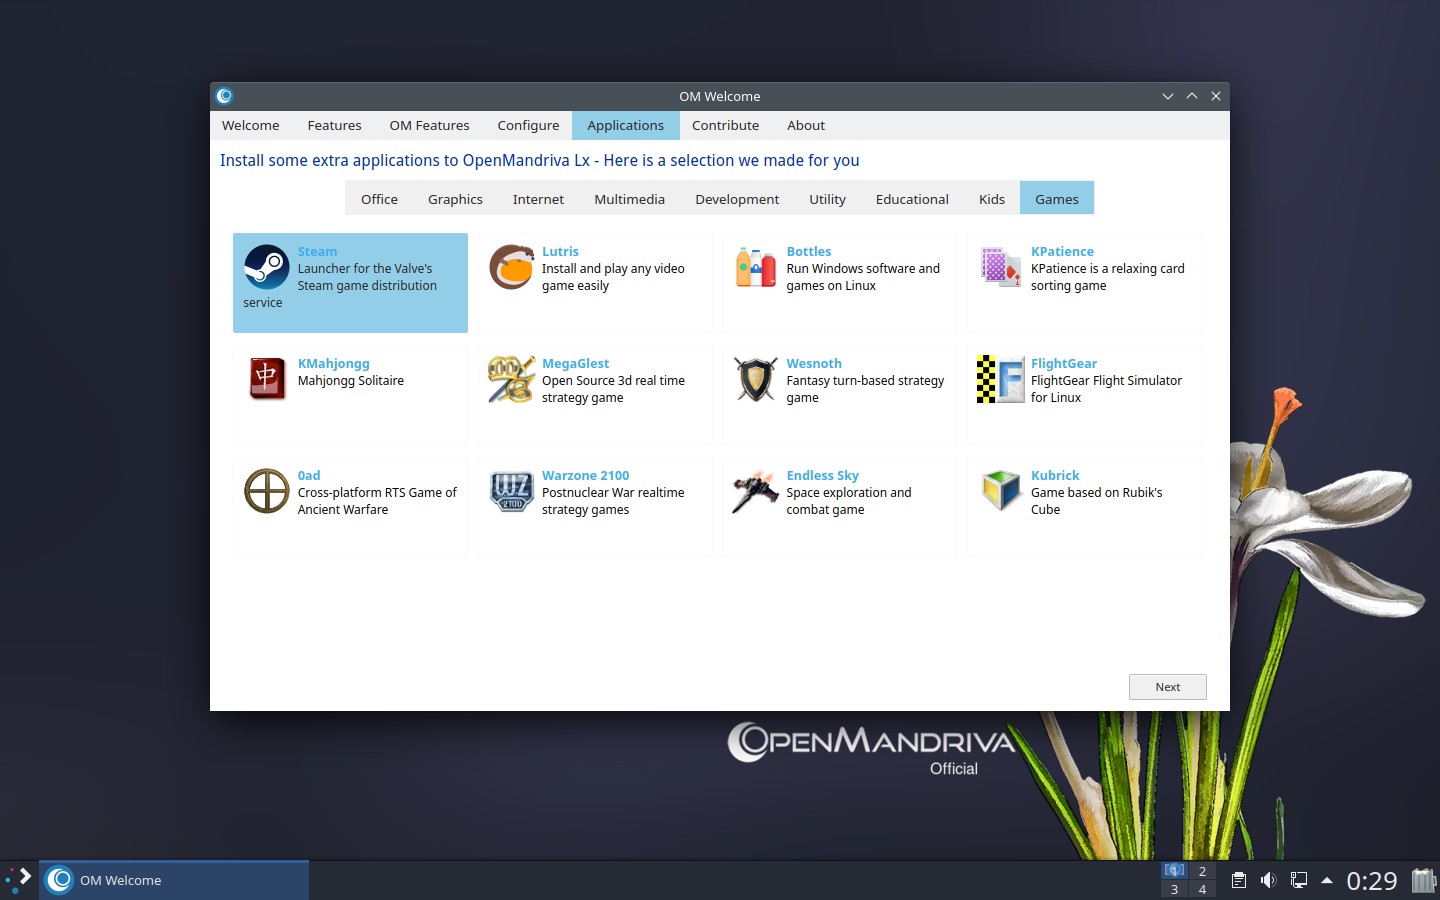 OM Welcome
Welcome Features OM Features Configure Applications Contribute About
Install some extra applications to OpenMandriva Lx - Here is a selection we made for you
Office Graphics Internet Multimedia Development Utility Educational Kids Games
Steam
Launcher for the Valve's
Steam game distribution
service
Lutris
Install and play any video
game easily
Bottles
Run Windows software and
games on Linux
KPatience
KPatience is a relaxing card
sorting game
中
KMahjongg
Mahjongg Solitaire
MegaGlest
Open Source 3d real time
strategy game
Wesnoth
Fantasy turn-based strategy
game
F
FlightGear
FlightGear Flight Simulator
for Linux
0ad
Cross-platform RTS Game of
Ancient Warfare
WZ
2100
Warzone 2100
Postnuclear War realtime
strategy games
Endless Sky
Space exploration and
combat game
Kubrick
Game based on Rubik's
Cube
Next
OPENMANDRIVA
Official
OM Welcome
1 2
3 4
0:29